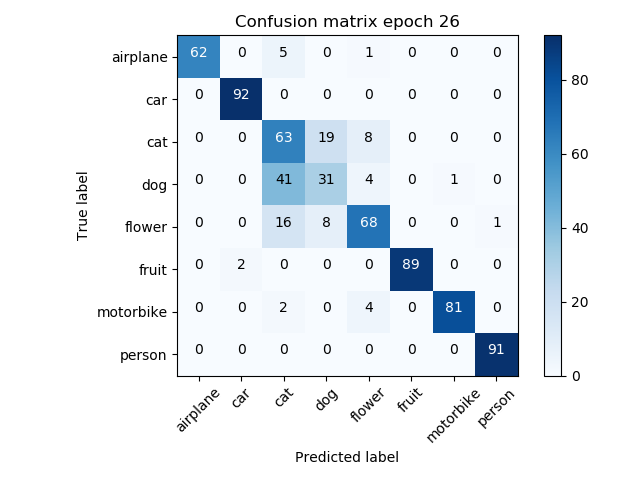 Confusion matrix epoch 26
airplane 62 0 5 0 1 0 0 0
car 0 92 0 0 0 0 0 0
cat 0 0 63 19 8 0 0 0
dog 0 0 41 31 4 0 1 0
flower 0 0 16 8 68 0 0 1
fruit 0 2 0 0 0 89 0 0
motorbike 0 0 2 0 4 0 81 0
person 0 0 0 0 0 0 0 91
airplane car cat dog flower fruit motorbike person
Predicted label
True label
80
60
40
20
0